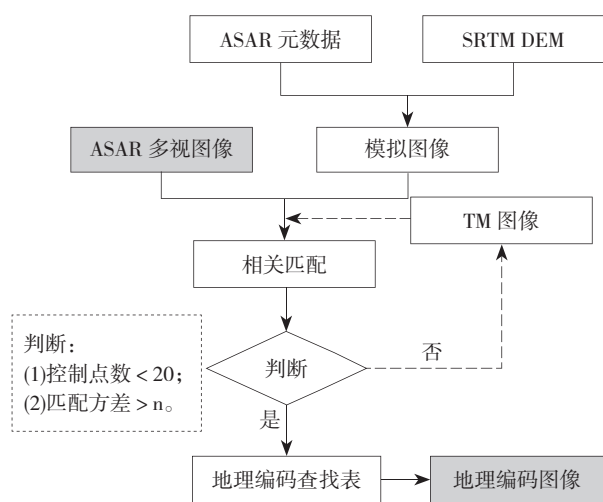 ASAR 元数据
SRTM DEM
ASAR 多视图像
模拟图像
TM 图像
相关匹配
判断：
(1)控制点数 < 20；
(2)匹配方差 > n。
判断
否
是
地理编码查找表
地理编码图像